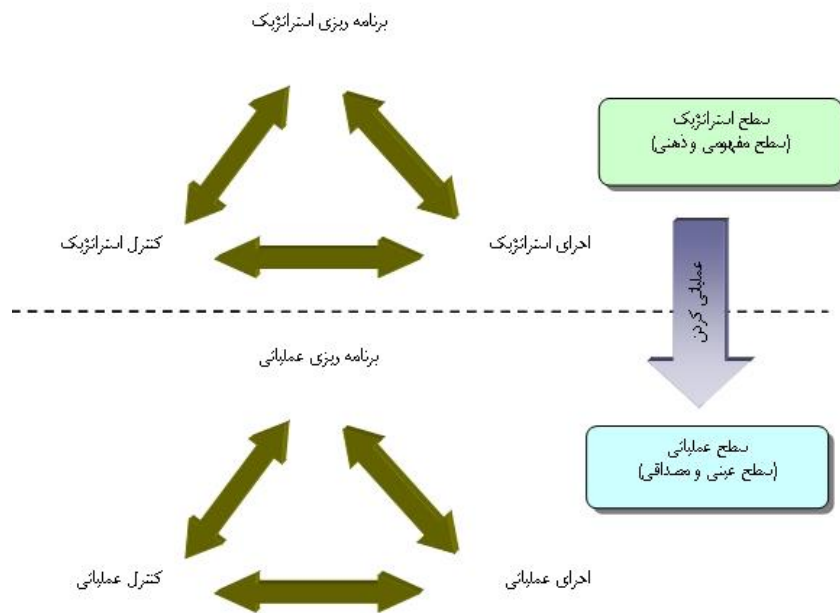 برنامه ریزی استراتژیک
سطح استراتژیک
(سطح مفهومی و ذهنی)
کنترل استراتژیک
اجرای استراتژیک
عملیاتی کردن
برنامه ریزی عملیاتی
سطح عملیاتی
(سطح عینی و مصداقی)
کنترل عملیاتی
اجرای عملیاتی